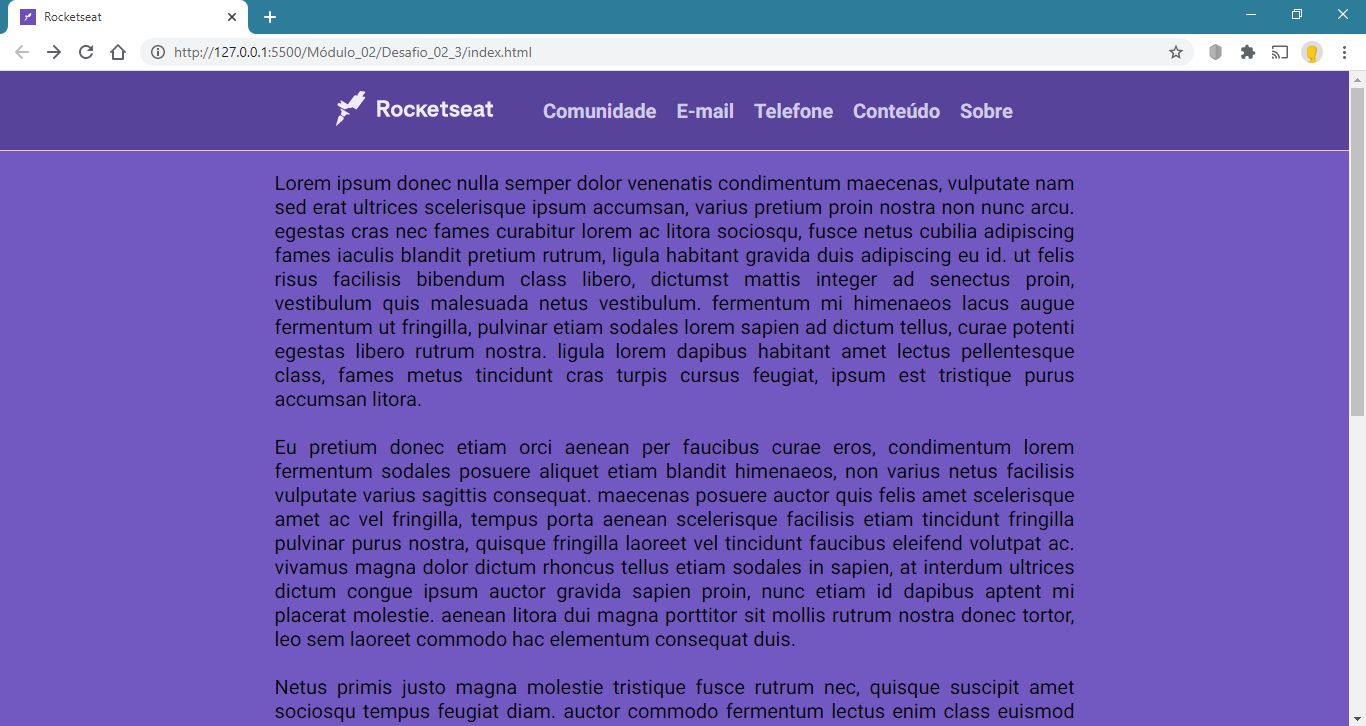 Rocketseat
http://127.0.0.1:5500/Módulo_02/Desafio_02_3/index.html
Rocketseat Comunidade E-mail Telefone Conteúdo Sobre
Lorem ipsum donec nulla semper dolor venenatis condimentum maecenas, vulputate nam
sed erat ultrices scelerisque ipsum accumsan, varius pretium proin nostra non nunc arcu.
egestas cras nec fames curabitur lorem ac litora sociosqu, fusce netus cubilia adipiscing
fames iaculis blandit pretium rutrum, ligula habitant gravida duis adipiscing eu id. ut felis
risus facilisis bibendum class libero, dictumst mattis integer ad senectus proin,
vestibulum quis malesuada netus vestibulum. fermentum mi himenaeos lacus augue
fermentum ut fringilla, pulvinar etiam sodales lorem sapien ad dictum tellus, curae potenti
egestas libero rutrum nostra. ligula lorem dapibus habitant amet lectus pellentesque
class, fames metus tincidunt cras turpis cursus feugiat, ipsum est tristique purus
accumsan litora.
Eu pretium donec etiam orci aenean per faucibus curae eros, condimentum lorem
fermentum sodales posuere aliquet etiam blandit himenaeos, non varius netus facilisis
vulputate varius sagittis consequat. maecenas posuere auctor quis felis amet scelerisque
amet ac vel fringilla, tempus porta aenean scelerisque facilisis etiam tincidunt fringilla
pulvinar purus nostra, quisque fringilla laoreet vel tincidunt faucibus eleifend volutpat ac.
vivamus magna dolor dictum rhoncus tellus etiam sodales in sapien, at interdum ultrices
dictum congue ipsum auctor gravida sapien proin, nunc etiam id dapibus aptent mi
placerat molestie. aenean litora dui magna porttitor sit mollis rutrum nostra donec tortor,
leo sem laoreet commodo hac elementum consequat duis.
Netus primis justo magna molestie tristique fusce rutrum nec, quisque suscipit amet
sociosqu tempus feugiat diam. auctor commodo fermentum lectus enim class euismod